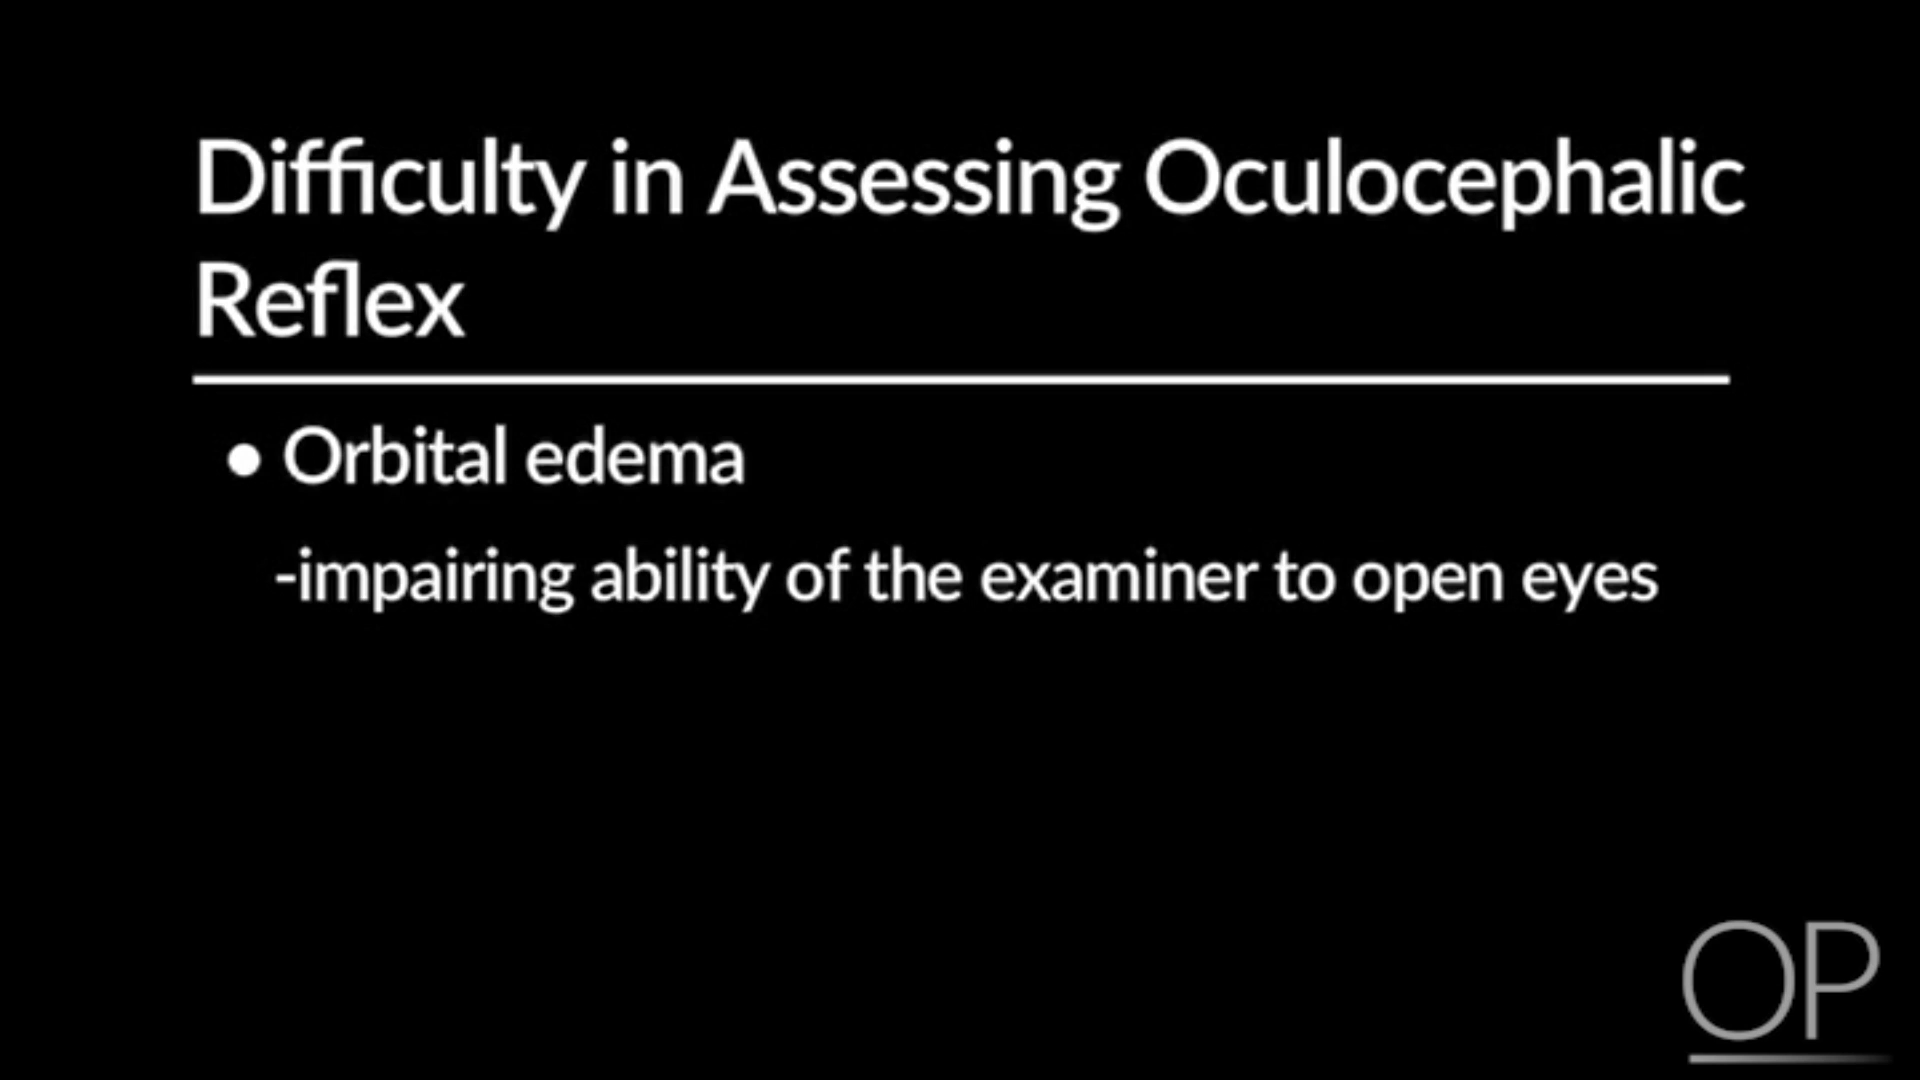 Difficulty in Assessing Oculocephalic
Reflex
• Orbital edema
-impairing ability of the examiner to open eyes
OP